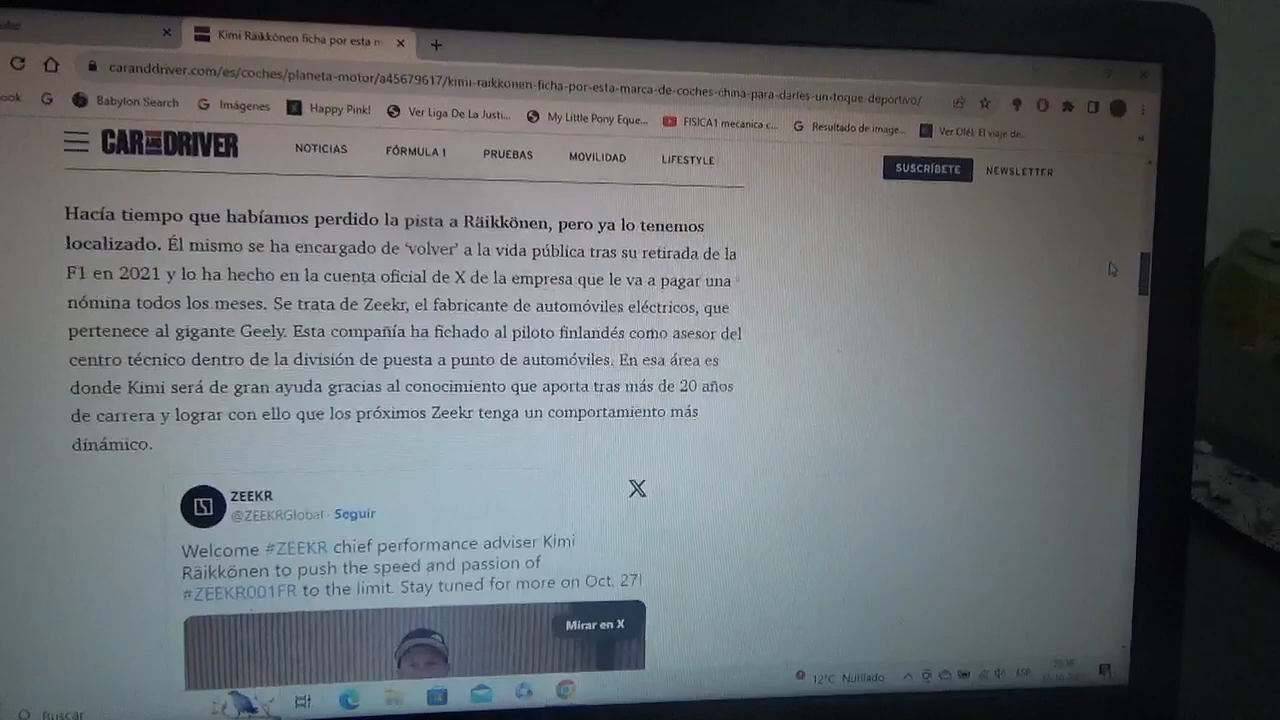 Kimi Räikkönen ficha por esta m
caranddriver.com/es/coches/planeta-motor/a45679617/kimi-raikkonen-ficha-por-esta-marca-de-coches-china-para-darles-un-toque-deportivo/
ook
Babylon Search
Imágenes
Happy Pink!
Ver Liga De La Justi...
My Little Pony Eque...
FISICA1 mecanica c...
Resultado de image...
Ver Olé! El viaje de...
CAR AND DRIVER
NOTICIAS
FÓRMULA 1
PRUEBAS
MOVILIDAD
LIFESTYLE
SUSCRÍBETE
NEWSLETTER
Hacía tiempo que habíamos perdido la pista a Räikkönen, pero ya lo tenemos
localizado. Él mismo se ha encargado de ‘volver’ a la vida pública tras su retirada de la
F1 en 2021 y lo ha hecho en la cuenta oficial de X de la empresa que le va a pagar una
nómina todos los meses. Se trata de Zeekr, el fabricante de automóviles eléctricos, que
pertenece al gigante Geely. Esta compañía ha fichado al piloto finlandés como asesor del
centro técnico dentro de la división de puesta a punto de automóviles. En esa área es
donde Kimi será de gran ayuda gracias al conocimiento que aporta tras más de 20 años
de carrera y lograr con ello que los próximos Zeekr tenga un comportamiento más
dinámico.
ZEEKR
@ZEEKRGlobal · Seguir
Welcome #ZEEKR chief performance adviser Kimi
Räikkönen to push the speed and passion of
#ZEEKR001FR to the limit. Stay tuned for more on Oct. 27!
Mirar en X
Buscar
12°C Nublado
ESP